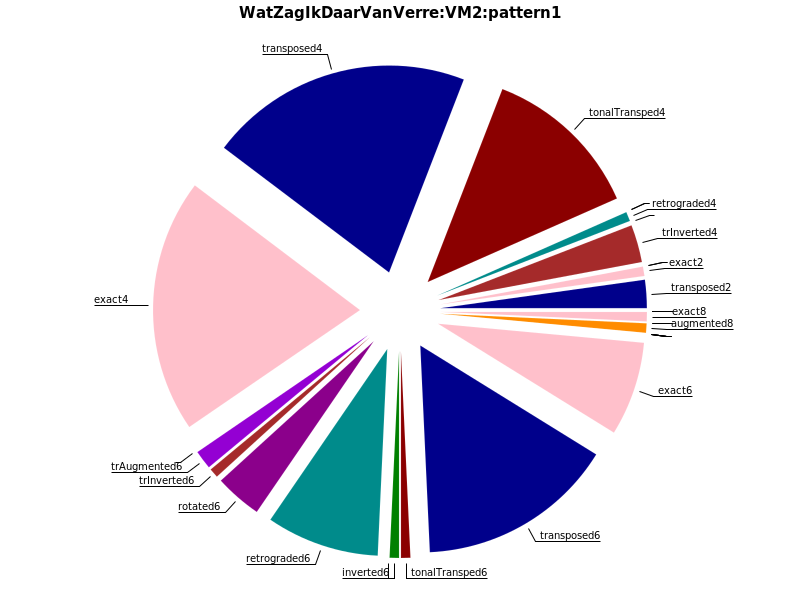 WatZagIkDaarVanVerre:VM2:pattern1
transposed4
tonalTransped4
retrograded4
trInverted4
exact2
transposed2
exact8
augmented8
exact4
exact6
trAugmented6
trInverted6
rotated6
transposed6
retrograded6
inverted6
tonalTransped6